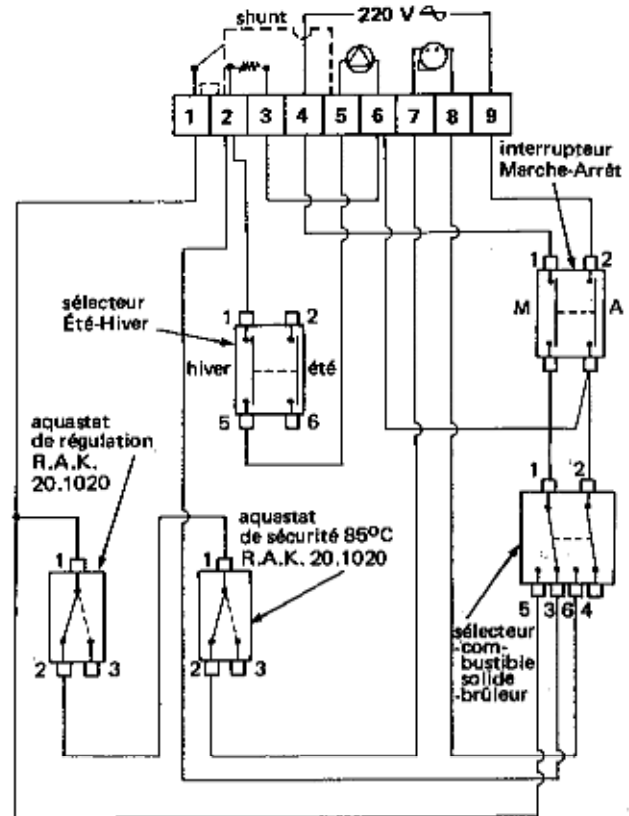 shunt
220 V
1 2 3 4 5 6 7 8 9
interrupteur
Marche-Arrêt
1 2
M A
sélecteur
Été-Hiver
1 2
hiver été
5 6
aquastat
de régulation
R.A.K.
20.1020
1
2 3
aquastat
de sécurité 85ºC
R.A.K. 20.1020
1
2 3
1 2
5 3 6 4
sélecteur
-com-
bustible
solide
-brûleur